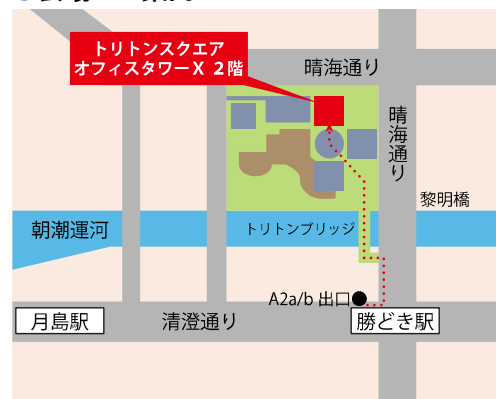 トリトンスクエア
オフィスタワーX 2階
晴海通り
晴海通り
黎明橋
朝潮運河
トリトンブリッジ
A2a/b 出口
月島駅
清澄通り
勝どき駅